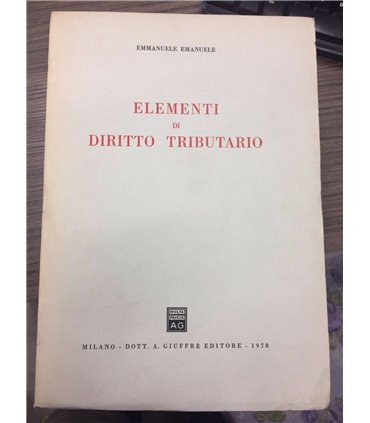 EMMANUELE EMANUELE
ELEMENTI
DI
DIRITTO TRIBUTARIO
AG
MILANO - DOTT. A. GIUFFRÈ EDITORE - 1978